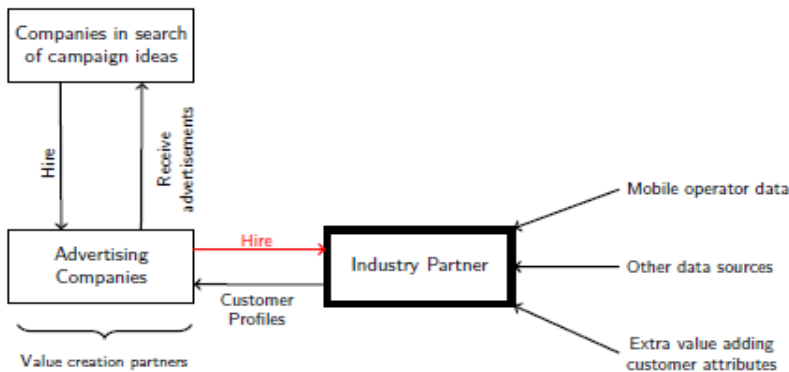 Companies in search
of campaign ideas
Hire
Receive
advertisements
Advertising
Companies
Hire
Customer
Profiles
Industry Partner
Mobile operator data
Other data sources
Extra value adding
customer attributes
Value creation partners